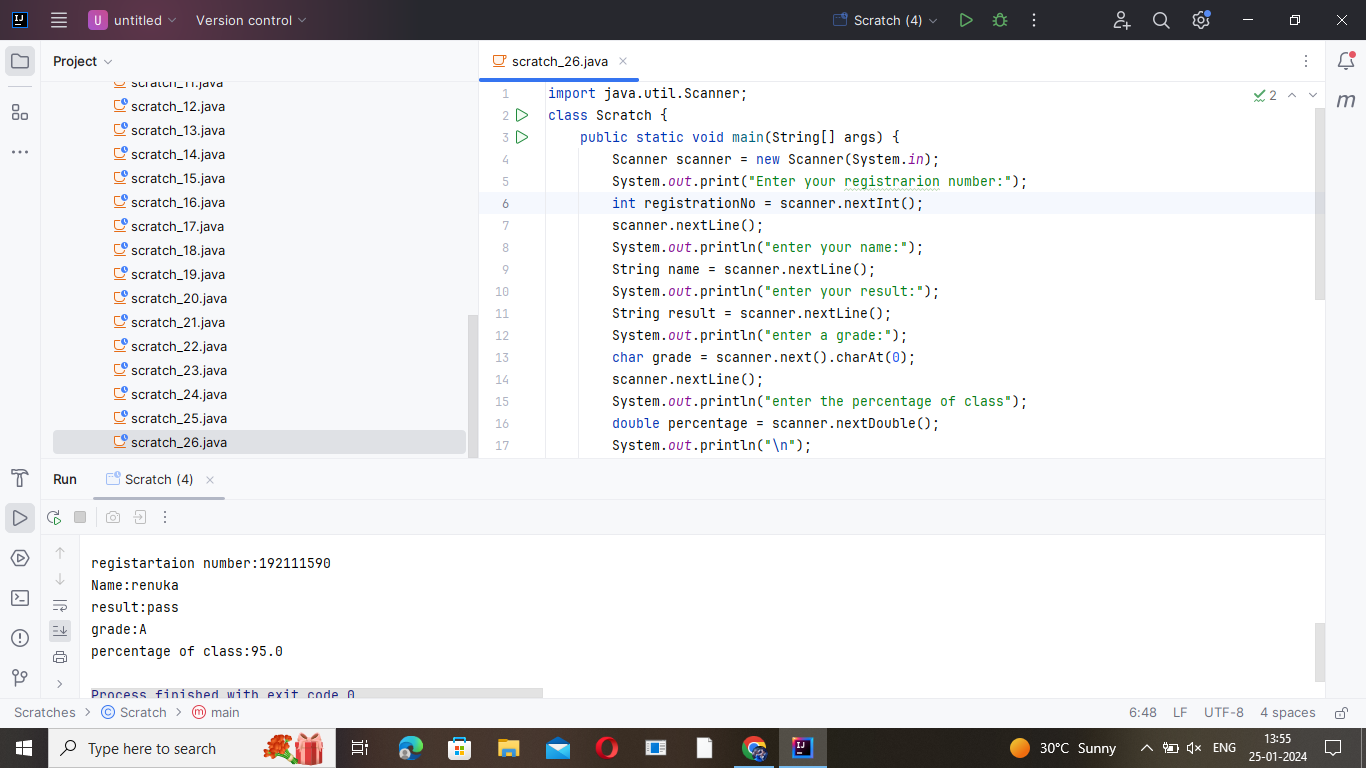 U untitled Version control Scratch (4)
Project
scratch_26.java
scratch_11.java
scratch_12.java
scratch_13.java
scratch_14.java
scratch_15.java
scratch_16.java
scratch_17.java
scratch_18.java
scratch_19.java
scratch_20.java
scratch_21.java
scratch_22.java
scratch_23.java
scratch_24.java
scratch_25.java
scratch_26.java
1 import java.util.Scanner;
2 class Scratch {
3 public static void main(String[] args) {
4 Scanner scanner = new Scanner(System.in);
5 System.out.print("Enter your registrarion number:");
6 int registrationNo = scanner.nextInt();
7 scanner.nextLine();
8 System.out.println("enter your name:");
9 String name = scanner.nextLine();
10 System.out.println("enter your result:");
11 String result = scanner.nextLine();
12 System.out.println("enter a grade:");
13 char grade = scanner.next().charAt(0);
14 scanner.nextLine();
15 System.out.println("enter the percentage of class");
16 double percentage = scanner.nextDouble();
17 System.out.println("\n");
2
m
Run Scratch (4)
registartaion number:192111590
Name:renuka
result:pass
grade:A
percentage of class:95.0
Process finished with exit code 0
Scratches > Scratch > main 6:48 LF UTF-8 4 spaces
Type here to search
30°C Sunny ENG 13:55
25-01-2024